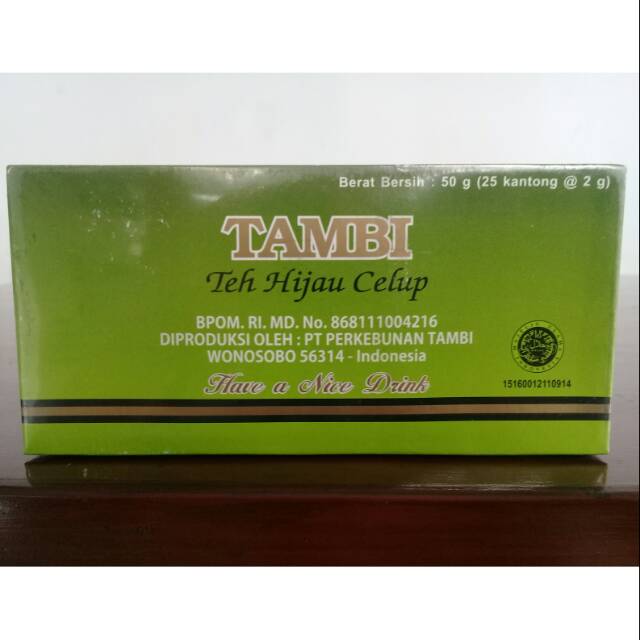 Berat Bersih : 50 g (25 kantong @ 2 g)
TAMBI
Teh Hijau Celup
BPOM. RI. MD. No. 868111004216
DIPRODUKSI OLEH : PT PERKEBUNAN TAMBI
WONOSOBO 56314 - Indonesia
Have a Nice Drink
15160012110914